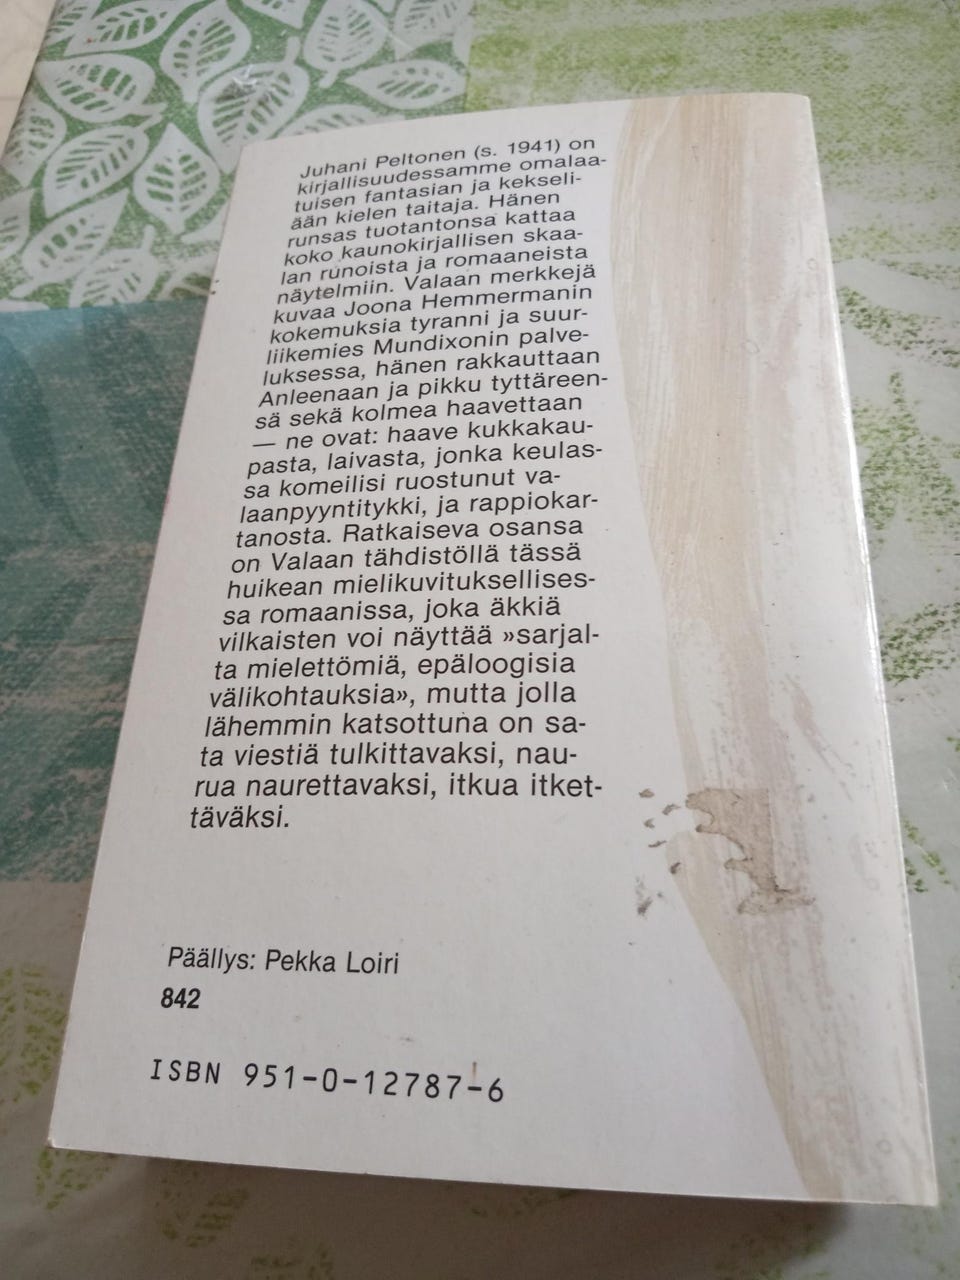 Juhani Peltonen (s. 1941) on
kirjallisuudessamme omalaa-
tuisen fantasian ja kekseli-
ään kielen taitaja. Hänen
runsas tuotantonsa kattaa
koko kaunokirjallisen skaa-
lan runoista ja romaaneista
näytelmiin. Valaan merkkejä
kuvaa Joona Hemmermanin
kokemuksia tyranni ja suur-
liikemies Mundixonin palve-
luksessa, hänen rakkauttaan
Anleenaan ja pikku tyttäreen-
sä sekä kolmea haavettaan
— ne ovat: haave kukkakau-
pasta, laivasta, jonka keulas-
sa komeilisi ruostunut va-
laanpyyntitykki, ja rappiokar-
tanosta. Ratkaiseva osansa
on Valaan tähdistöllä tässä
huikean mielikuvituksellises-
sa romaanissa, joka äkkiä
vilkaisten voi näyttää »sarjal-
ta mielettömiä, epäloogisia
välikohtauksia», mutta jolla
lähemmin katsottuna on sa-
ta viestiä tulkittavaksi, nau-
rua naurettavaksi, itkua itket-
täväksi.
Päällys: Pekka Loiri
842
ISBN 951-0-12787-6